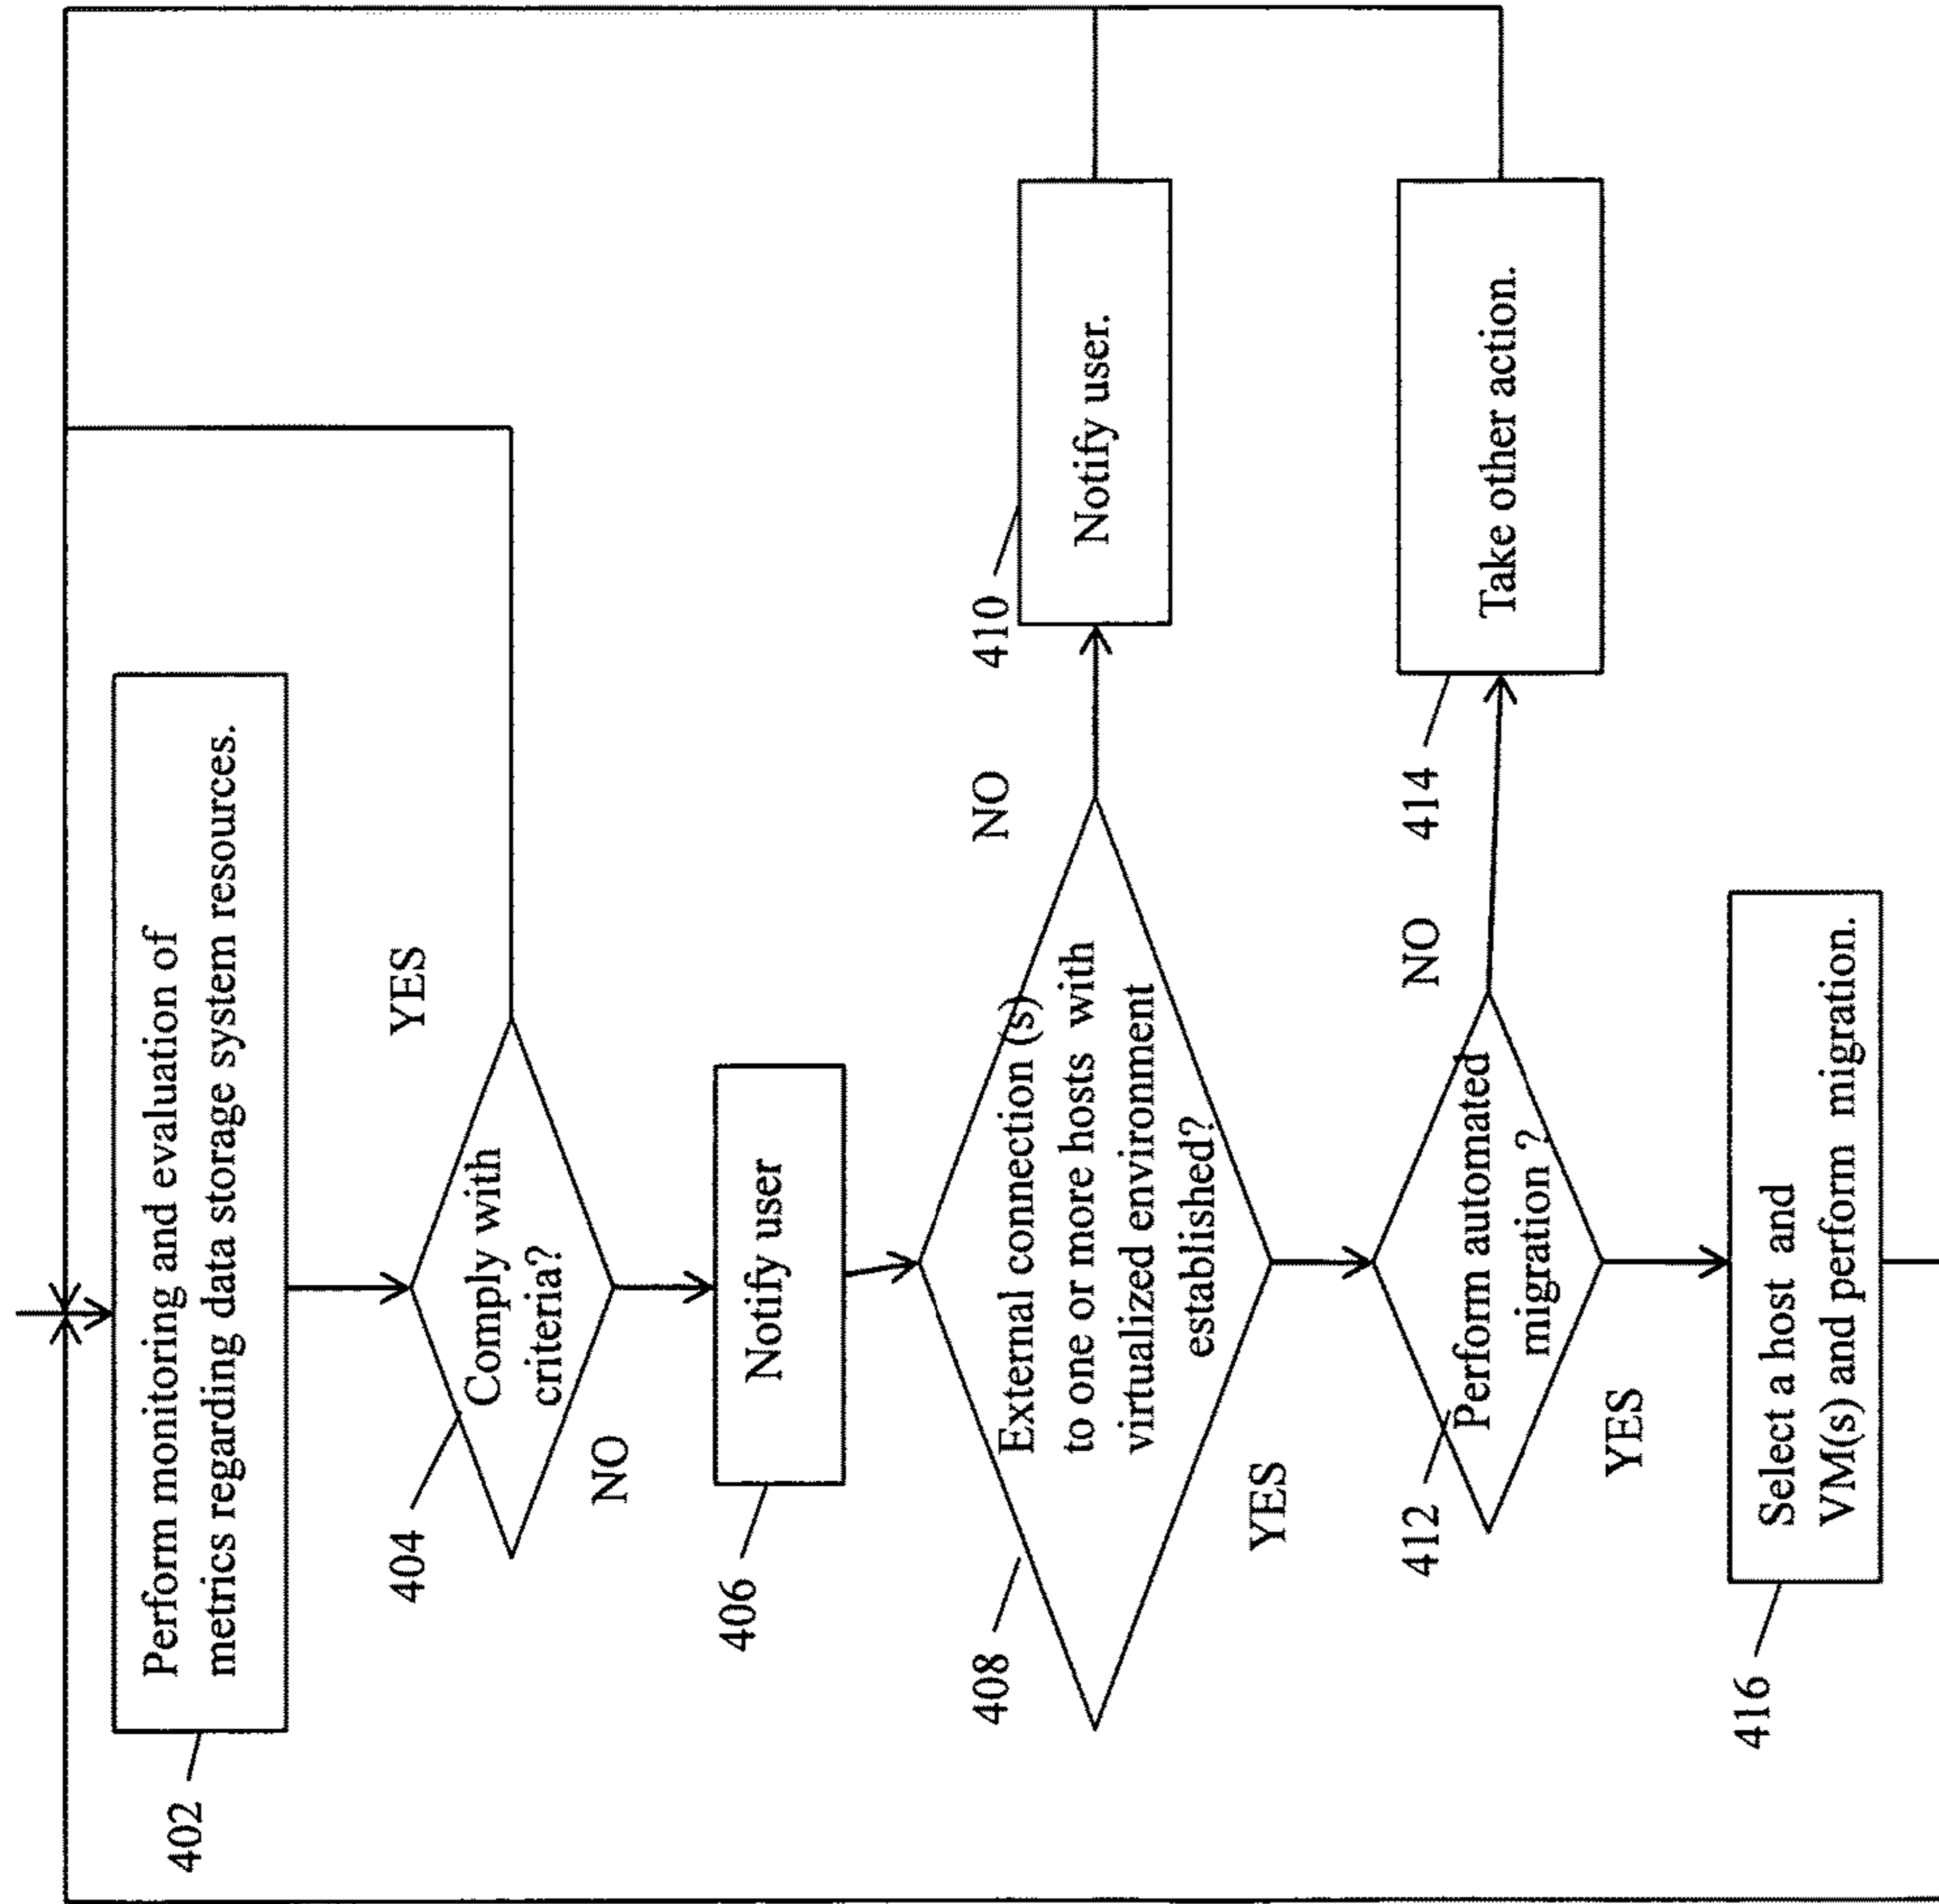 402
Perform monitoring and evaluation of
metrics regarding data storage system resources.
404
Comply with
criteria?
YES
NO
406
Notify user
408
External connection (s)
to one or more hosts with
virtualized environment
established?
NO
410
Notify user.
YES
412
Perform automated
migration ?
NO
414
Take other action.
YES
416
Select a host and
VM(s) and perform migration.